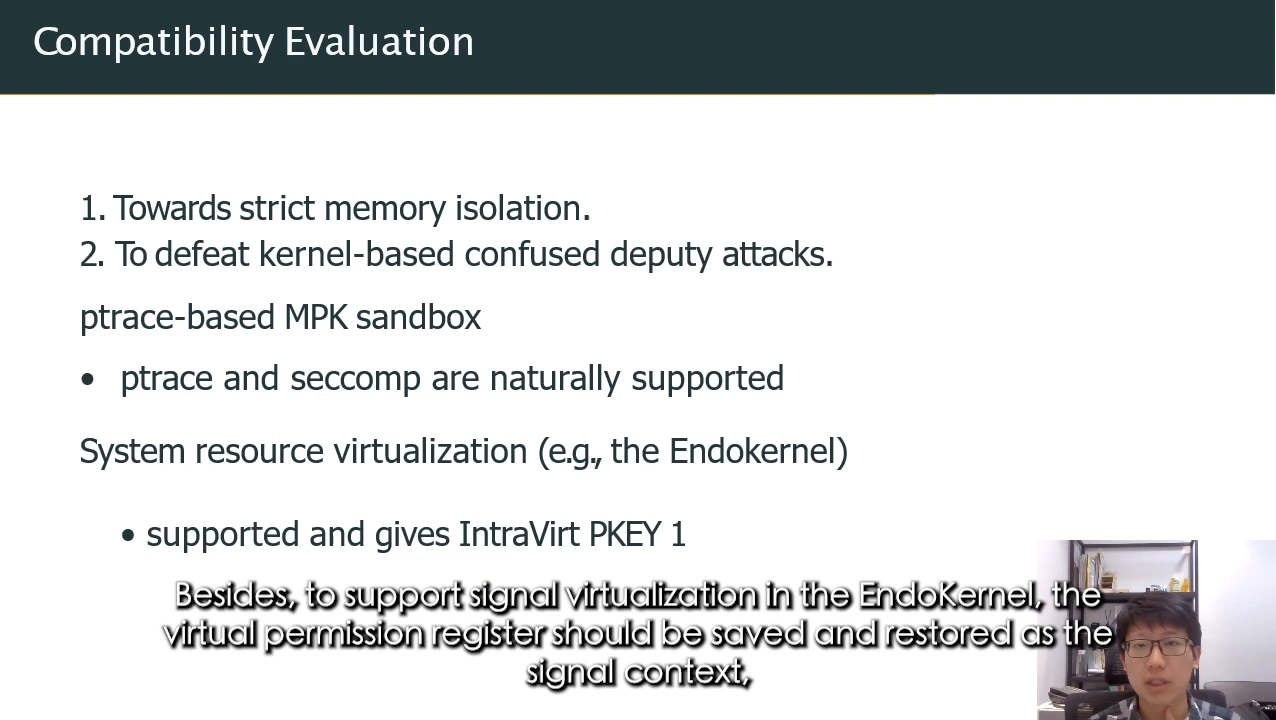 Compatibility Evaluation
1. Towards strict memory isolation.
2. To defeat kernel-based confused deputy attacks.
ptrace-based MPK sandbox
• ptrace and seccomp are naturally supported
System resource virtualization (e.g., the Endokernel)
• supported and gives IntraVirt PKEY 1
Besides, to support signal virtualization in the EndoKernel, the
virtual permission register should be saved and restored as the
signal context,